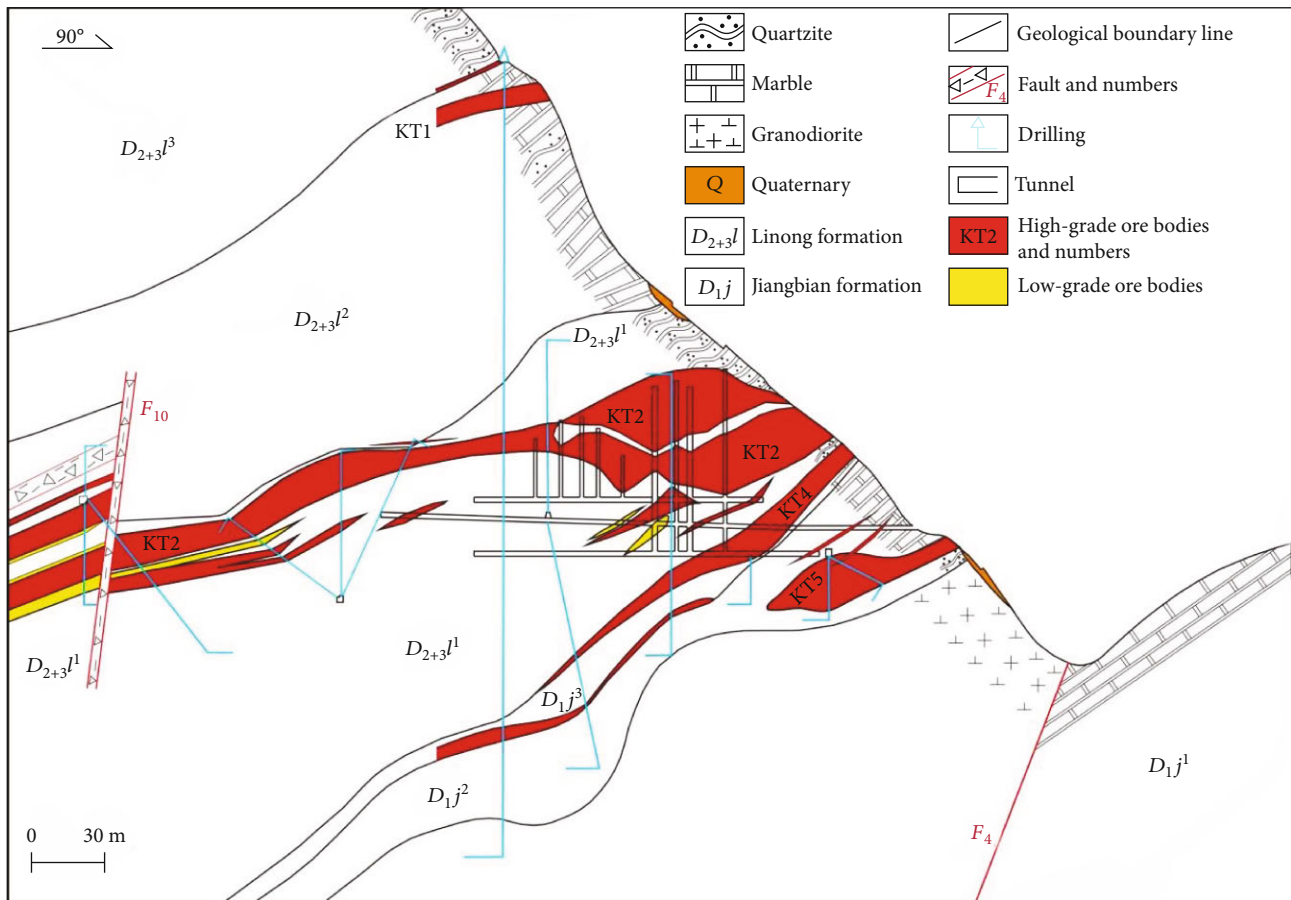 90°
Quartzite
Marble
Granodiorite
Q Quaternary
D₂₊₃l Linong formation
D₁j Jiangbian formation
Geological boundary line
F₄ Fault and numbers
Drilling
Tunnel
KT2 High-grade ore bodies
and numbers
Low-grade ore bodies
KT1
D₂₊₃l³
D₂₊₃l²
D₂₊₃l¹
F₁₀
KT2
KT2
KT4
KT2
KT5
D₂₊₃l¹
D₂₊₃l¹
D₁j³
D₁j²
D₁j¹
F₄
0 30 m